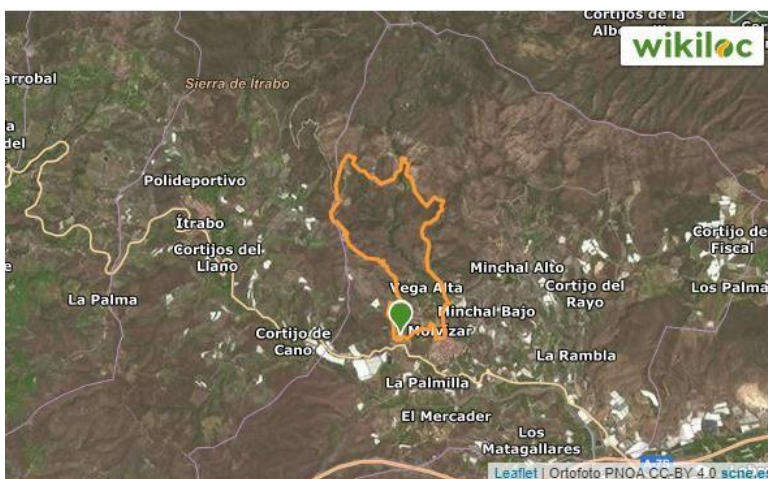 Cortijos de la
wikiloc
arrobal
Sierra de Ítrabo
a
del
Polideportivo
Ítrabo
Cortijos del
Llano
Cortijo de
Fiscal
Minchal Alto
Vega Alta
Cortijo del
Rayo
Los Palma
La Palma
Minchal Bajo
Molvízar
Cortijo de
Cano
La Rambla
La Palmilla
El Mercader
Los
Matagallares
Leaflet | Ortofoto PNOA CC-BY 4.0 scne.es